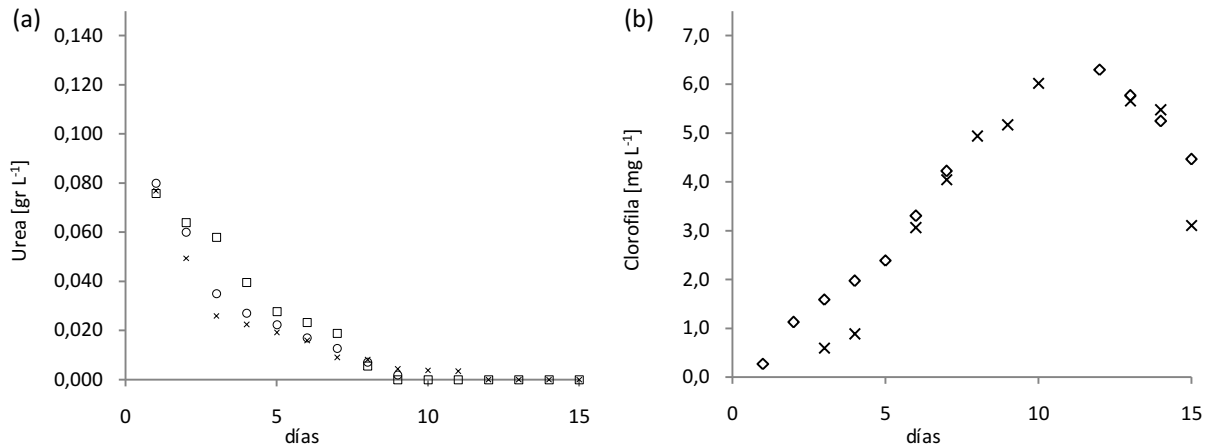 (a)
Urea [gr L-1]
0,140
0,120
0,100
0,080
0,060
0,040
0,020
0,000
0 5 10 15
días
(b)
Clorofila [mg L-1]
7,0
6,0
5,0
4,0
3,0
2,0
1,0
0,0
0 5 10 15
días